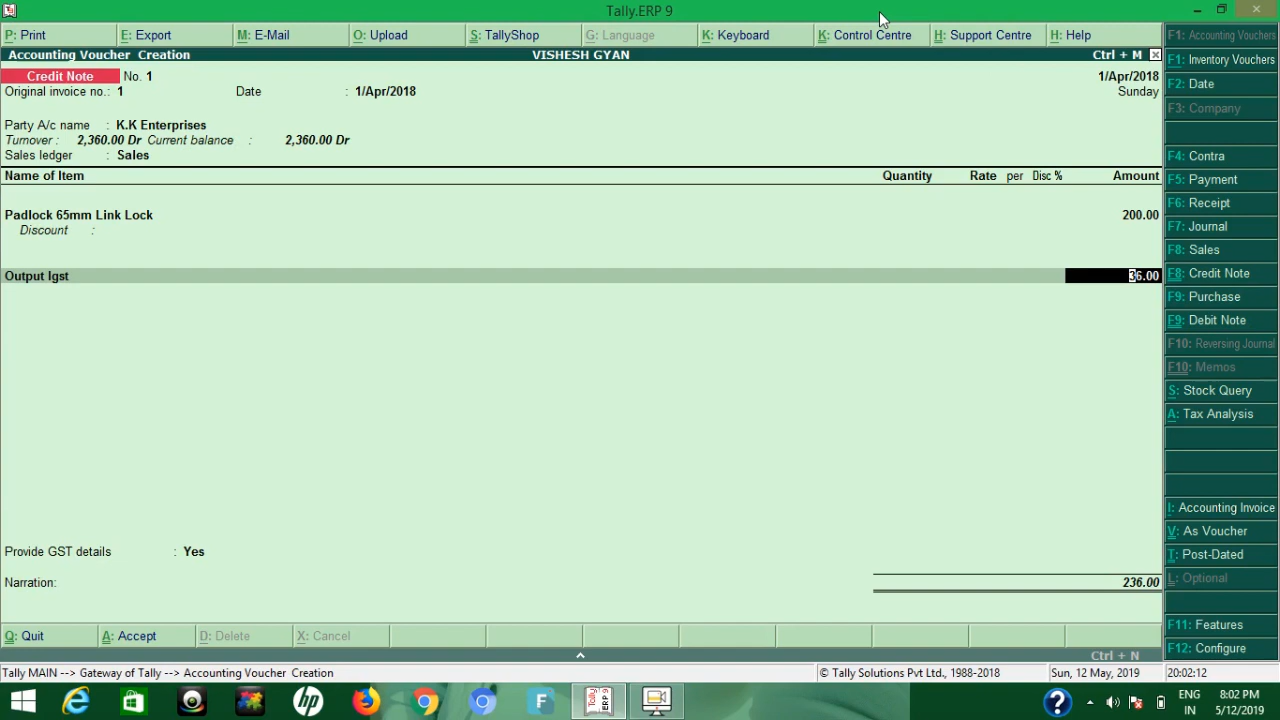 Tally.ERP 9
P: Print E: Export M: E-Mail O: Upload S: TallyShop G: Language K: Keyboard K: Control Centre H: Support Centre H: Help
F1: Accounting Vouchers
Accounting Voucher Creation VISHESH GYAN Ctrl + M
F1: Inventory Vouchers
Credit Note No. 1 1/Apr/2018
F2: Date
Original invoice no.: 1 Date : 1/Apr/2018 Sunday
F3: Company
Party A/c name : K.K Enterprises
Turnover : 2,360.00 Dr Current balance : 2,360.00 Dr
Sales ledger : Sales
F4: Contra
Name of Item Quantity Rate per Disc % Amount
F5: Payment
F6: Receipt
Padlock 65mm Link Lock 200.00
Discount :
F7: Journal
F8: Sales
Output Igst 36.00
F8: Credit Note
F9: Purchase
F9: Debit Note
F10: Reversing Journal
F10: Memos
S: Stock Query
A: Tax Analysis
I: Accounting Invoice
V: As Voucher
T: Post-Dated
L: Optional
Provide GST details : Yes
Narration: 236.00
F11: Features
F12: Configure
Q: Quit A: Accept D: Delete X: Cancel
Ctrl + N
Tally MAIN --> Gateway of Tally --> Accounting Voucher Creation © Tally Solutions Pvt Ltd., 1988-2018 Sun, 12 May, 2019 20:02:12
hp
F
Tally
ERP 9
?
ENG 8:02 PM
IN 5/12/2019